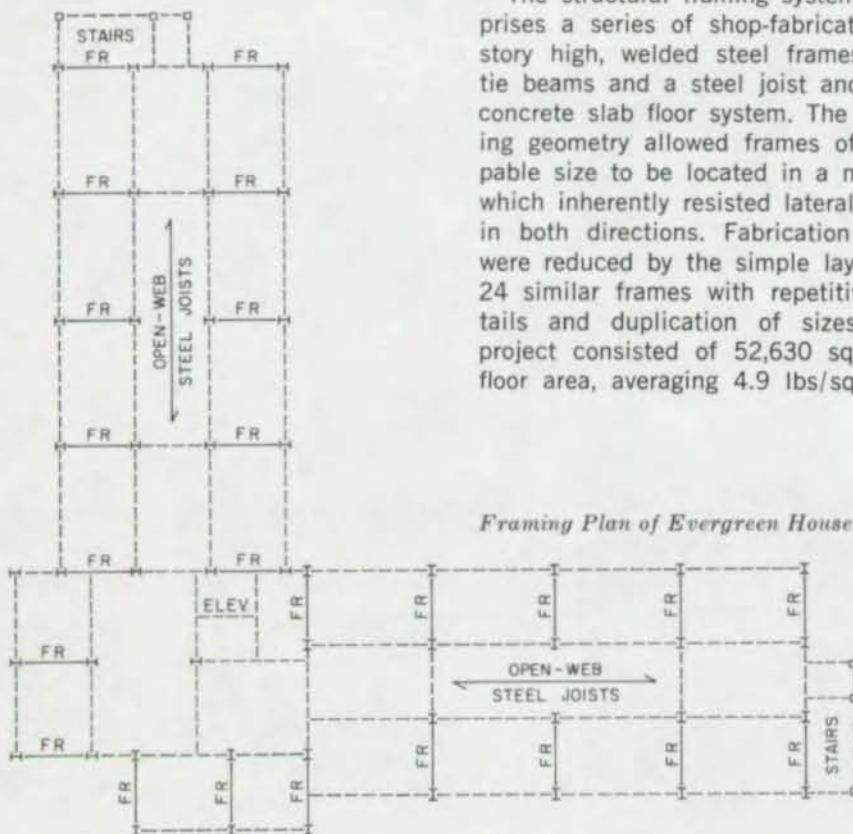 The structural framing system
prises a series of shop-fabricat
story high, welded steel frames
tie beams and a steel joist and
concrete slab floor system. The
ing geometry allowed frames of
pable size to be located in a m
which inherently resisted lateral
in both directions. Fabrication
were reduced by the simple lay
24 similar frames with repetitiv
tails and duplication of sizes
project consisted of 52,630 sq
floor area, averaging 4.9 lbs/sq
Framing Plan of Evergreen House
STAIRS
FR FR
FR FR
OPEN-WEB
STEEL JOISTS
FR FR
FR FR
FR FR
ELEV.
FR FR FR FR FR
FR
OPEN-WEB
STEEL JOISTS
FR
FR FR FR FR
STAIRS
FR FR FR